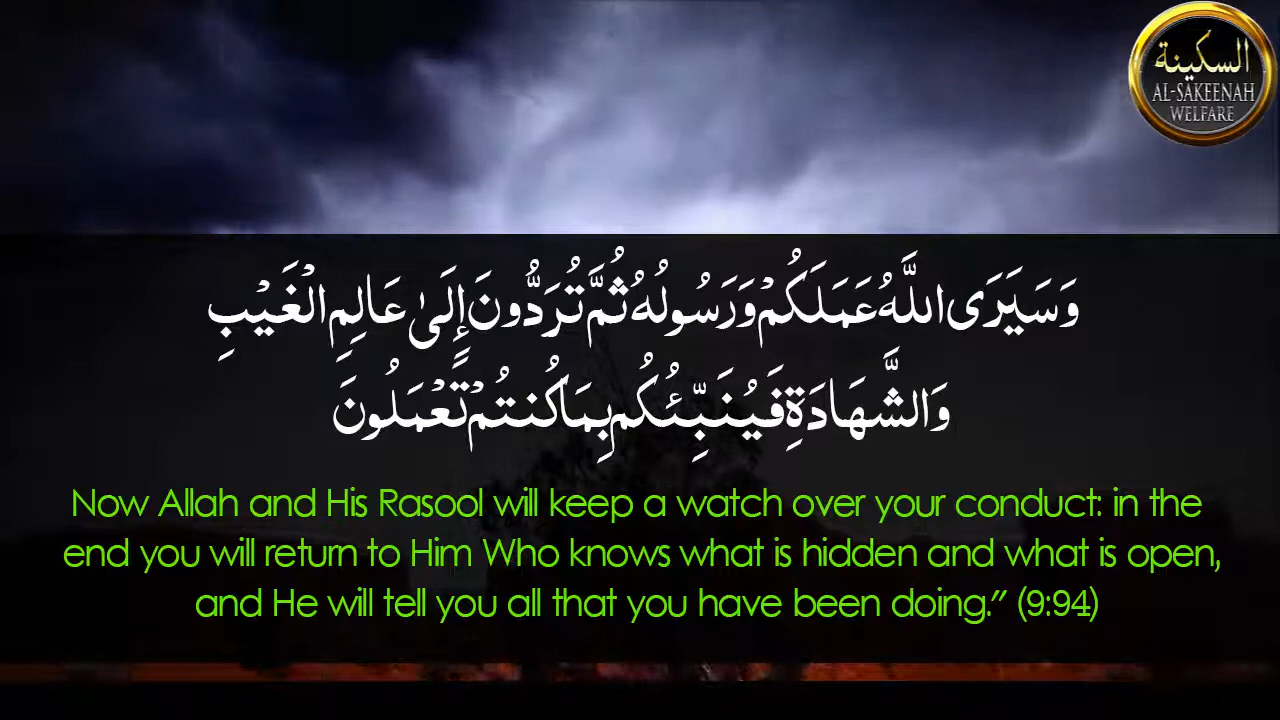 السكينة
AL-SAKEENAH
WELFARE
وَسَيَرَى اللَّهُ عَمَلَكُمْ وَرَسُولُهُ ثُمَّ تُرَدُّونَ إِلَىٰ عَالِمِ الْغَيْبِ
وَالشَّهَادَةِ فَيُنَبِّئُكُم بِمَا كُنتُمْ تَعْمَلُونَ
Now Allah and His Rasool will keep a watch over your conduct: in the
end you will return to Him Who knows what is hidden and what is open,
and He will tell you all that you have been doing.” (9:94)